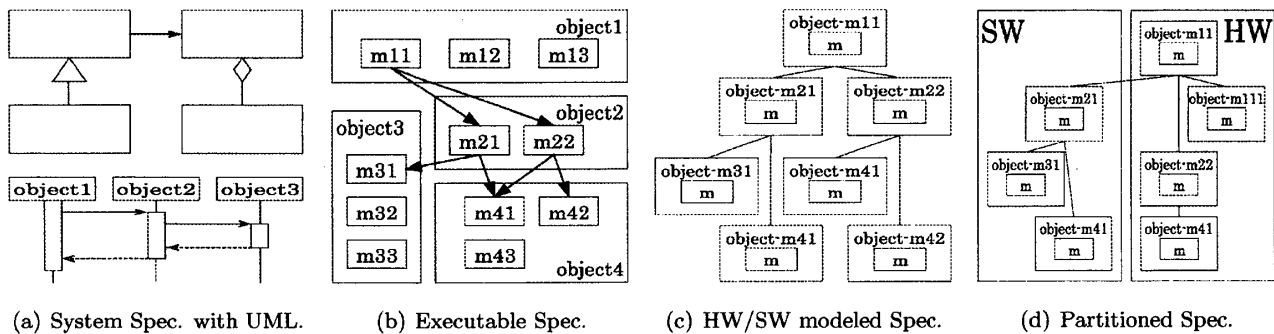 object1 object2 object3
(a) System Spec. with UML.
object1
m11 m12 m13
object2
object3
m21 m22
m31
m32
m33
m41 m42
m43
object4
(b) Executable Spec.
object-m11
m
object-m21 object-m22
m m
object-m31 object-m41
m m
object-m41 object-m42
m m
(c) HW/SW modeled Spec.
SW HW
object-m11
m
object-m21 object-m111
m m
object-m31 object-m22
m m
object-m41 object-m41
m m
(d) Partitioned Spec.